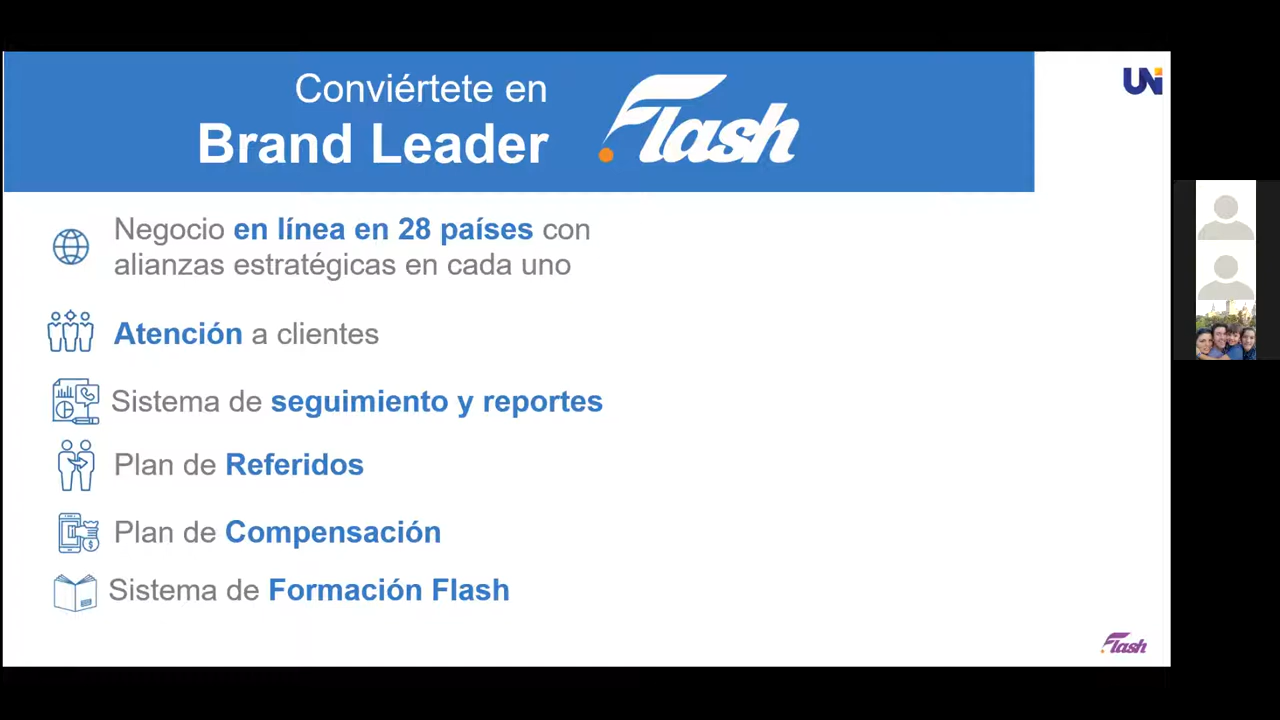 Conviértete en
Brand Leader
Flash
UNi
Negocio en línea en 28 países con
alianzas estratégicas en cada uno
Atención a clientes
Sistema de seguimiento y reportes
Plan de Referidos
Plan de Compensación
Sistema de Formación Flash
Flash